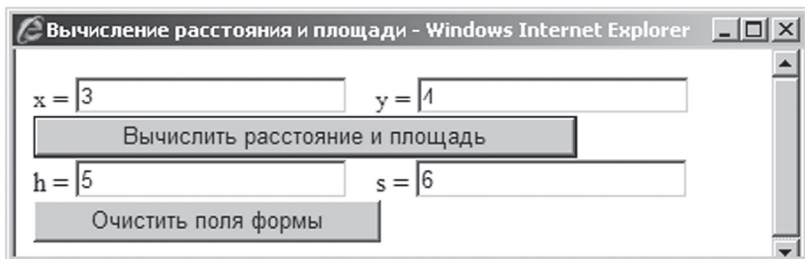 Вычисление расстояния и площади - Windows Internet Explorer
x = 3 y = 4
Вычислить расстояние и площадь
h = 5 s = 6
Очистить поля формы